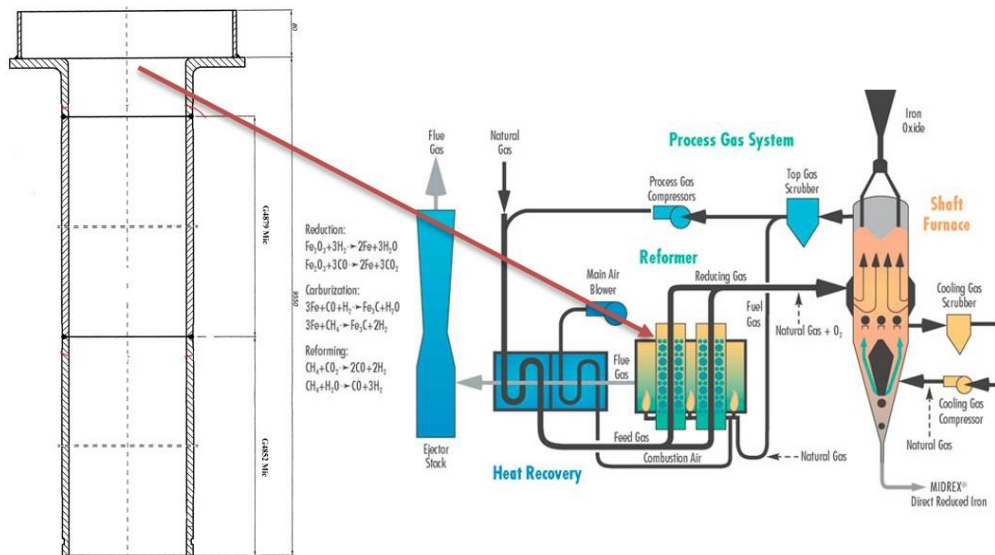 80
G4879 Mic
9550
G4852 Mic
Reduction:
Fe₂O₃+3H₂→2Fe+3H₂O
Fe₂O₃+3CO→2Fe+3CO₂
Carburization:
3Fe+CO+H₂→Fe₃C+H₂O
3Fe+CH₄→Fe₃C+2H₂
Reforming:
CH₄+CO₂→2CO+2H₂
CH₄+H₂O→CO+3H₂
Flue
Gas
Natural
Gas
Process Gas System
Process Gas
Compressors
Top Gas
Scrubber
Iron
Oxide
Shaft
Furnace
Reformer
Main Air
Blower
Reducing Gas
Fuel
Gas
Natural
Gas + O₂
Cooling Gas
Scrubber
Flue
Gas
Cooling Gas
Compressor
Natural
Gas
Feed Gas
Combustion Air
Natural
Gas
Ejector
Stack
Heat Recovery
MIDREX®
Direct Reduced Iron